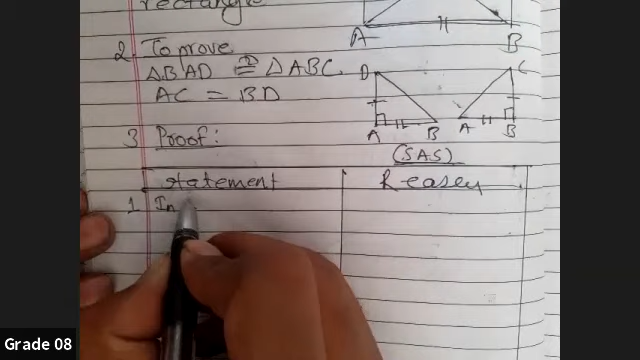 rectangle
A
B
2. To prove
ΔBAD ≅ ΔABC.
AC = BD
D
C
A
B
A
B
3 Proof:
(SAS)
statement
Reason
1 In
Grade 08